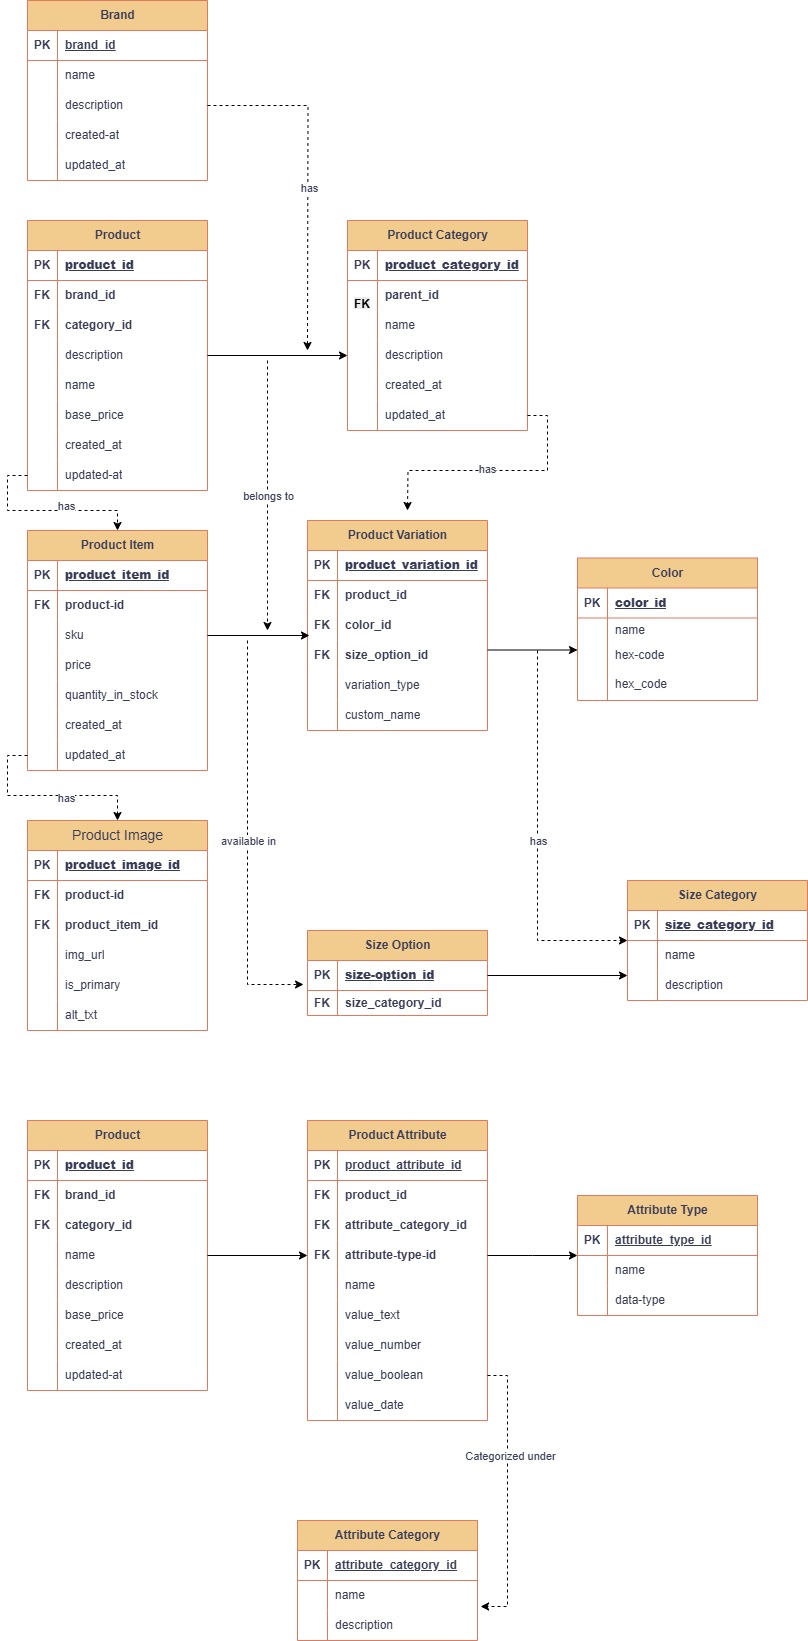 Brand
PK brand_id
name
description
created-at
updated_at
has
Product
PK product_id
FK brand_id
FK category_id
description
name
base_price
created_at
updated-at
Product Category
PK product_category_id
FK parent_id
name
description
created_at
updated_at
has
belongs to
has
Product Item
PK product_item_id
FK product-id
sku
price
quantity_in_stock
created_at
updated_at
Product Variation
PK product_variation_id
FK product_id
FK color_id
FK size_option_id
variation_type
custom_name
Color
PK color_id
name
hex-code
hex_code
has
available in
has
Product Image
PK product_image_id
FK product-id
FK product_item_id
img_url
is_primary
alt_txt
Size Option
PK size-option_id
FK size_category_id
Size Category
PK size_category_id
name
description
Product
PK product_id
FK brand_id
FK category_id
name
description
base_price
created_at
updated-at
Product Attribute
PK product_attribute_id
FK product_id
FK attribute_category_id
FK attribute-type-id
name
value_text
value_number
value_boolean
value_date
Attribute Type
PK attribute_type_id
name
data-type
Categorized under
Attribute Category
PK attribute_category_id
name
description